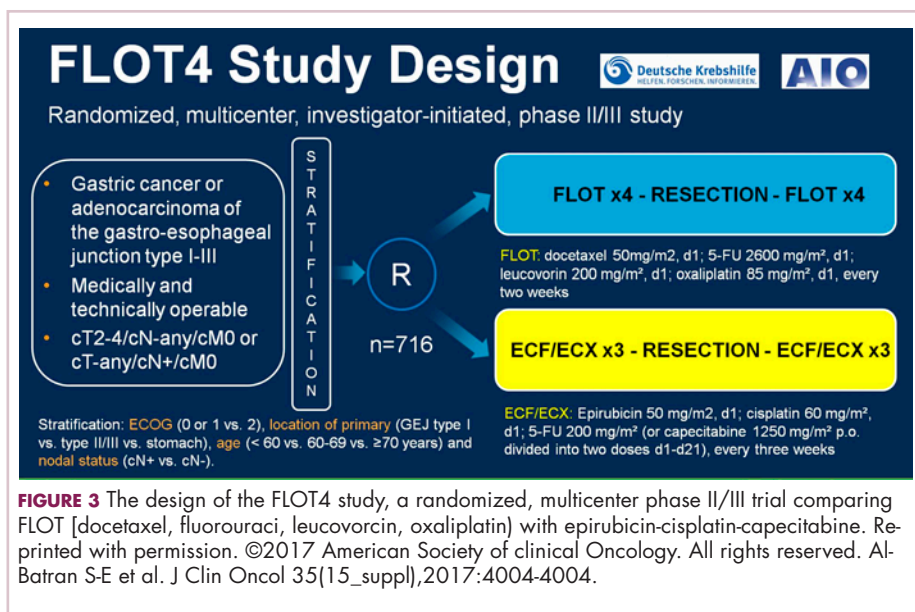 FLOT4 Study Design
Deutsche Krebshilfe
HELFEN. FORSCHEN. INFORMIEREN.
AIO
Randomized, multicenter, investigator-initiated, phase II/III study
• Gastric cancer or
adenocarcinoma of
the gastro-esophageal
junction type I-III
• Medically and
technically operable
• cT2-4/cN-any/cM0 or
cT-any/cN+/cM0
STRATIFICATION
R
n=716
FLOT x4 - RESECTION - FLOT x4
FLOT: docetaxel 50mg/m2, d1; 5-FU 2600 mg/m², d1;
leucovorin 200 mg/m², d1; oxaliplatin 85 mg/m², d1, every
two weeks
ECF/ECX x3 - RESECTION - ECF/ECX x3
ECF/ECX: Epirubicin 50 mg/m2, d1; cisplatin 60 mg/m²,
d1; 5-FU 200 mg/m² (or capecitabine 1250 mg/m² p.o.
divided into two doses d1-d21), every three weeks
Stratification: ECOG (0 or 1 vs. 2), location of primary (GEJ type I
vs. type II/III vs. stomach), age (< 60 vs. 60-69 vs. ≥70 years) and
nodal status (cN+ vs. cN-).
FIGURE 3 The design of the FLOT4 study, a randomized, multicenter phase II/III trial comparing
FLOT [docetaxel, fluorouraci, leucovorcin, oxaliplatin) with epirubicin-cisplatin-capecitabine. Re-
printed with permission. ©2017 American Society of clinical Oncology. All rights reserved. Al-
Batran S-E et al. J Clin Oncol 35(15_suppl),2017:4004-4004.